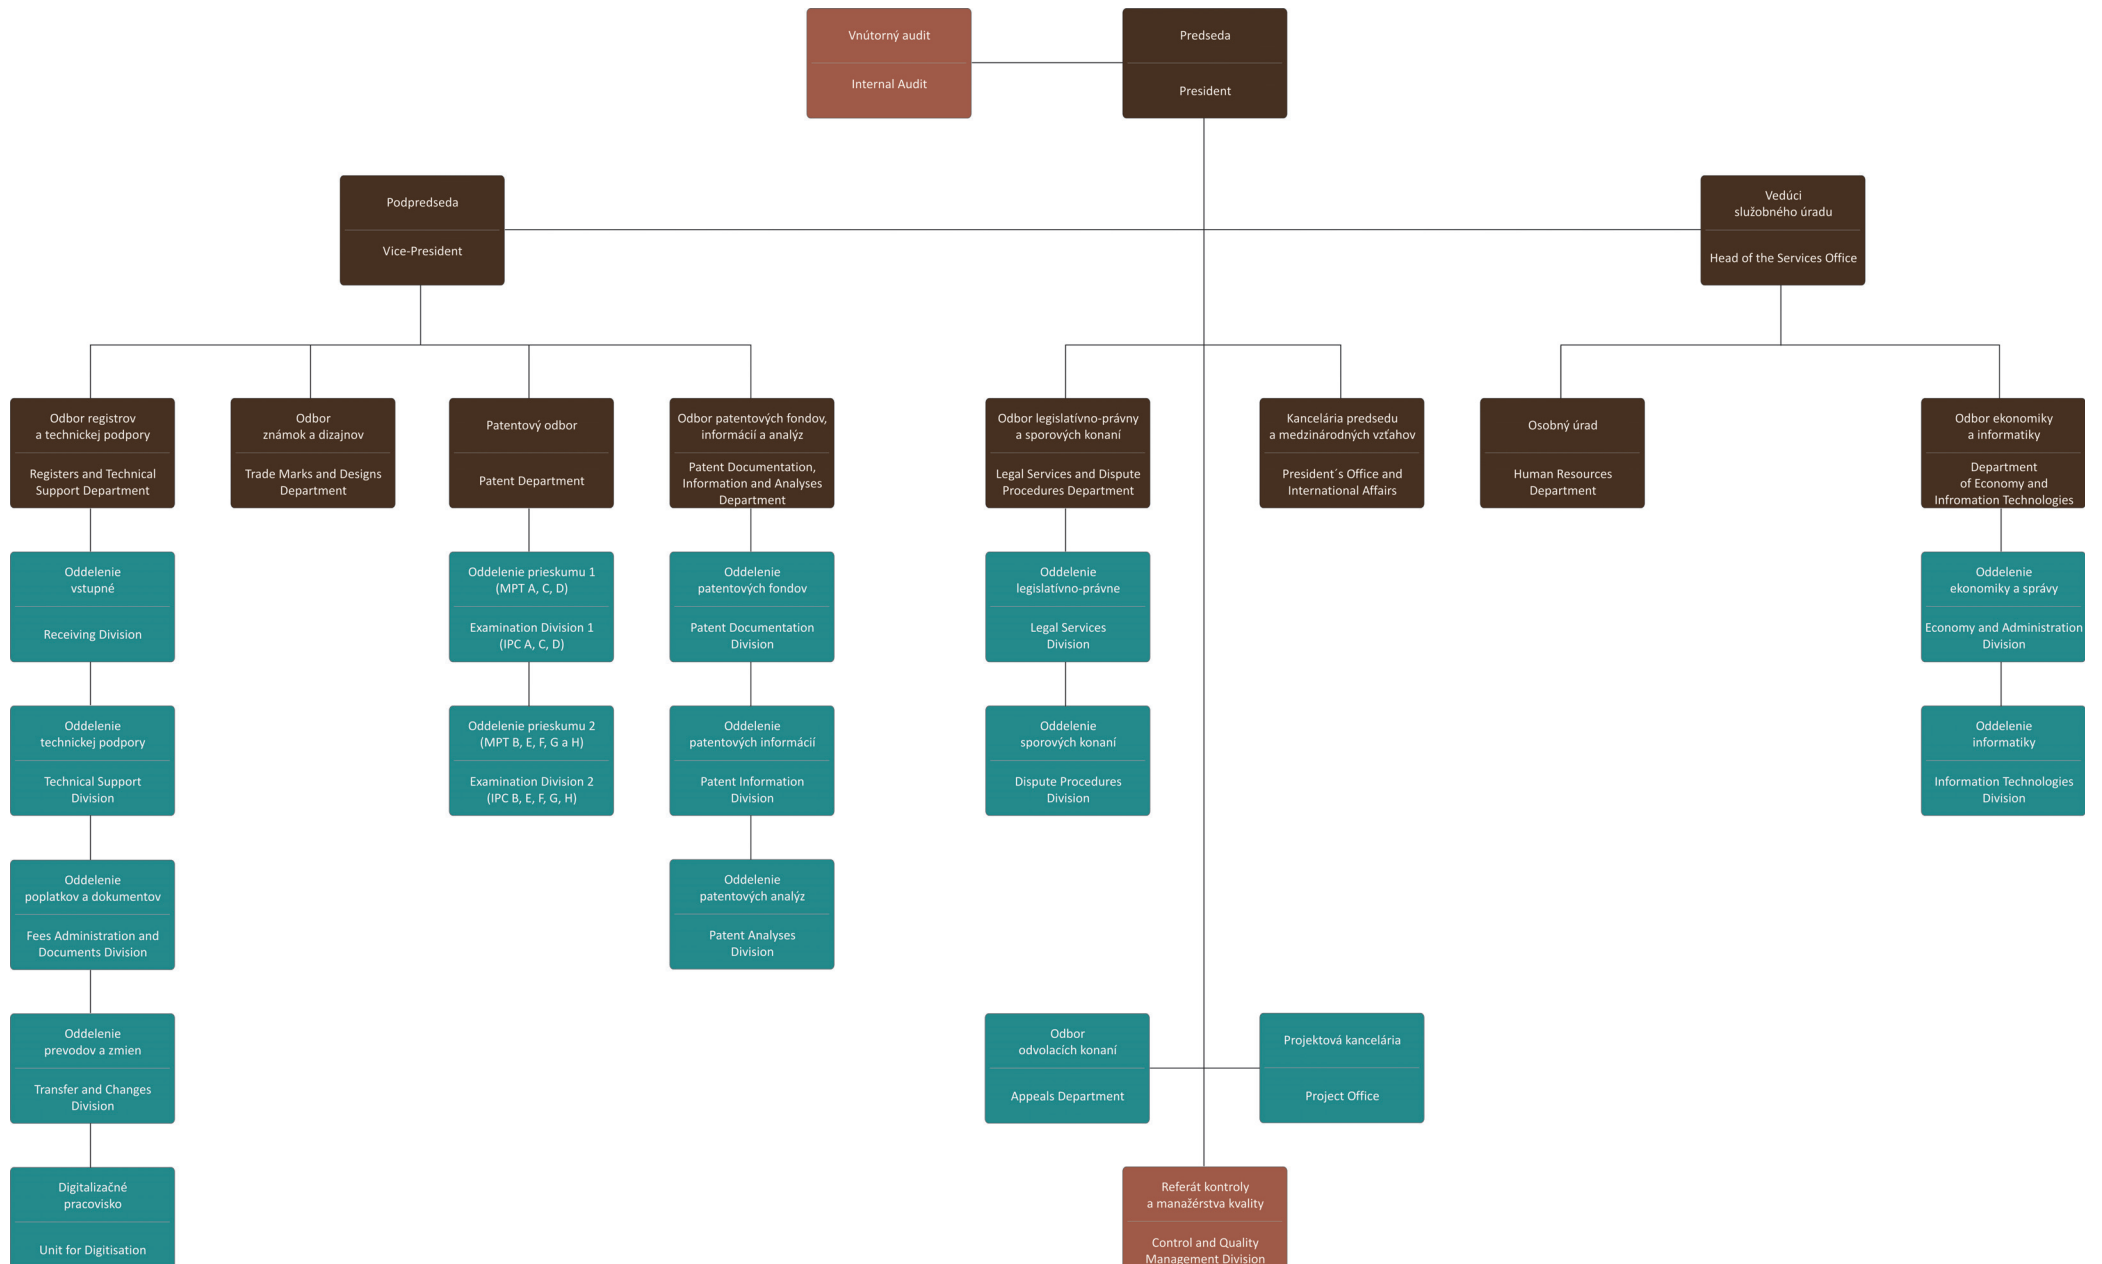 Vnútorný audit
Internal Audit
Predseda
President
Podpredseda
Vice-President
Vedúci
služobného úradu
Head of the Services Office
Odbor registrov
a technickej podpory
Registers and Technical
Support Department
Odbor
známok a dizajnov
Trade Marks and Designs
Department
Patentový odbor
Patent Department
Odbor patentových fondov,
informácií a analýz
Patent Documentation,
Information and Analyses
Department
Odbor legislatívno-právny
a sporových konaní
Legal Services and Dispute
Procedures Department
Kancelária predsedu
a medzinárodných vzťahov
President´s Office and
International Affairs
Osobný úrad
Human Resources
Department
Odbor ekonomiky
a informatiky
Department
of Economy and
Infromation Technologies
Oddelenie
vstupné
Receiving Division
Oddelenie prieskumu 1
(MPT A, C, D)
Examination Division 1
(IPC A, C, D)
Oddelenie
patentových fondov
Patent Documentation
Division
Oddelenie
legislatívno-právne
Legal Services
Division
Oddelenie
ekonomiky a správy
Economy and Administration
Division
Oddelenie
technickej podpory
Technical Support
Division
Oddelenie prieskumu 2
(MPT B, E, F, G a H)
Examination Division 2
(IPC B, E, F, G, H)
Oddelenie
patentových informácií
Patent Information
Division
Oddelenie
sporových konaní
Dispute Procedures
Division
Oddelenie
informatiky
Information Technologies
Division
Oddelenie
poplatkov a dokumentov
Fees Administration and
Documents Division
Oddelenie
patentových analýz
Patent Analyses
Division
Oddelenie
prevodov a zmien
Transfer and Changes
Division
Odbor
odvolacích konaní
Appeals Department
Projektová kancelária
Project Office
Digitalizačné
pracovisko
Unit for Digitisation
Referát kontroly
a manažérstva kvality
Control and Quality
Management Division